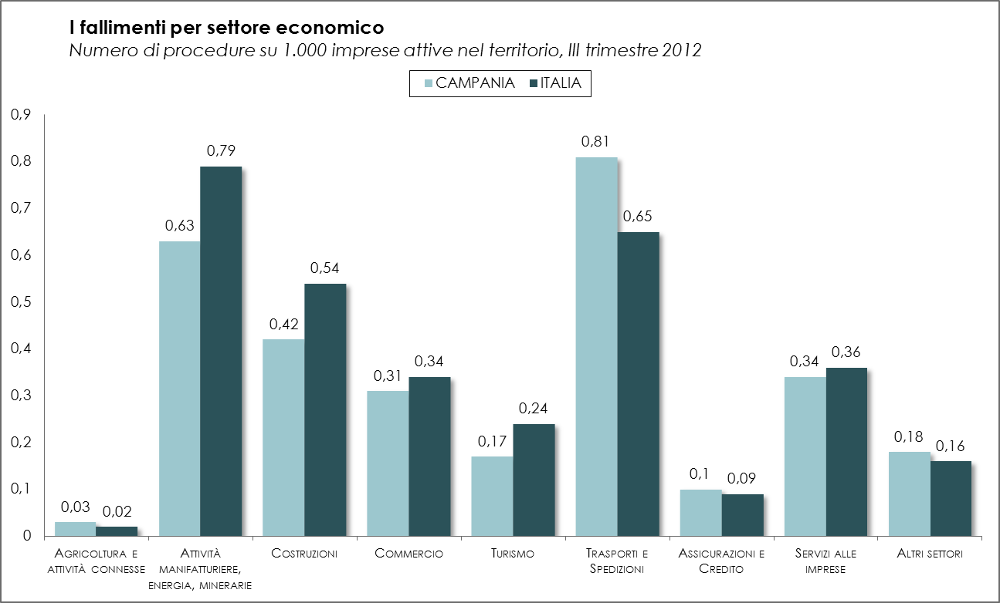 I fallimenti per settore economico
Numero di procedure su 1.000 imprese attive nel territorio, III trimestre 2012
CAMPANIA ITALIA
0,9
0,8
0,7
0,6
0,5
0,4
0,3
0,2
0,1
0
0,03 0,02
0,63 0,79
0,42 0,54
0,31 0,34
0,17 0,24
0,81 0,65
0,1 0,09
0,34 0,36
0,18 0,16
AGRICOLTURA E
ATTIVITÀ CONNESSE
ATTIVITÀ
MANIFATTURIERE,
ENERGIA, MINERARIE
COSTRUZIONI
COMMERCIO
TURISMO
TRASPORTI E
SPEDIZIONI
ASSICURAZIONI E
CREDITO
SERVIZI ALLE
IMPRESE
ALTRI SETTORI